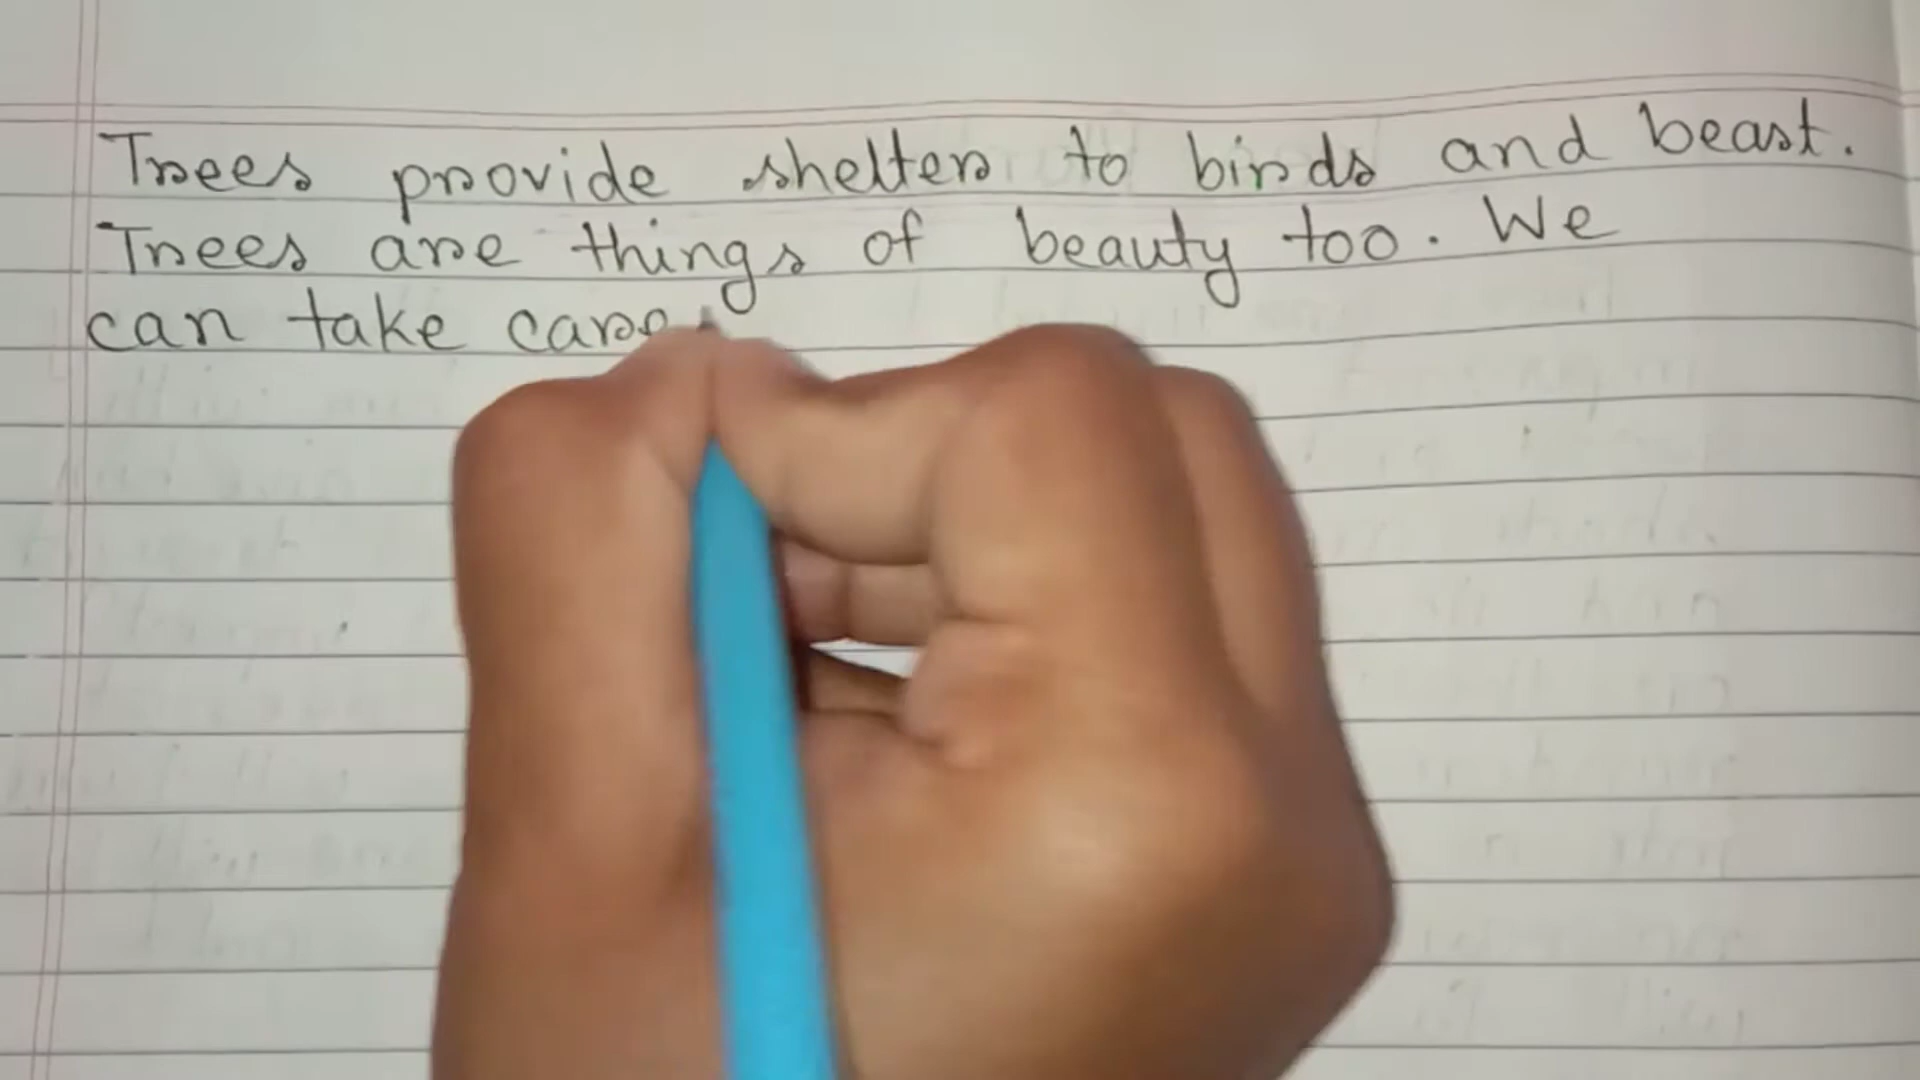 Trees provide shelter to birds and beast.
Trees are things of beauty too. We
can take care